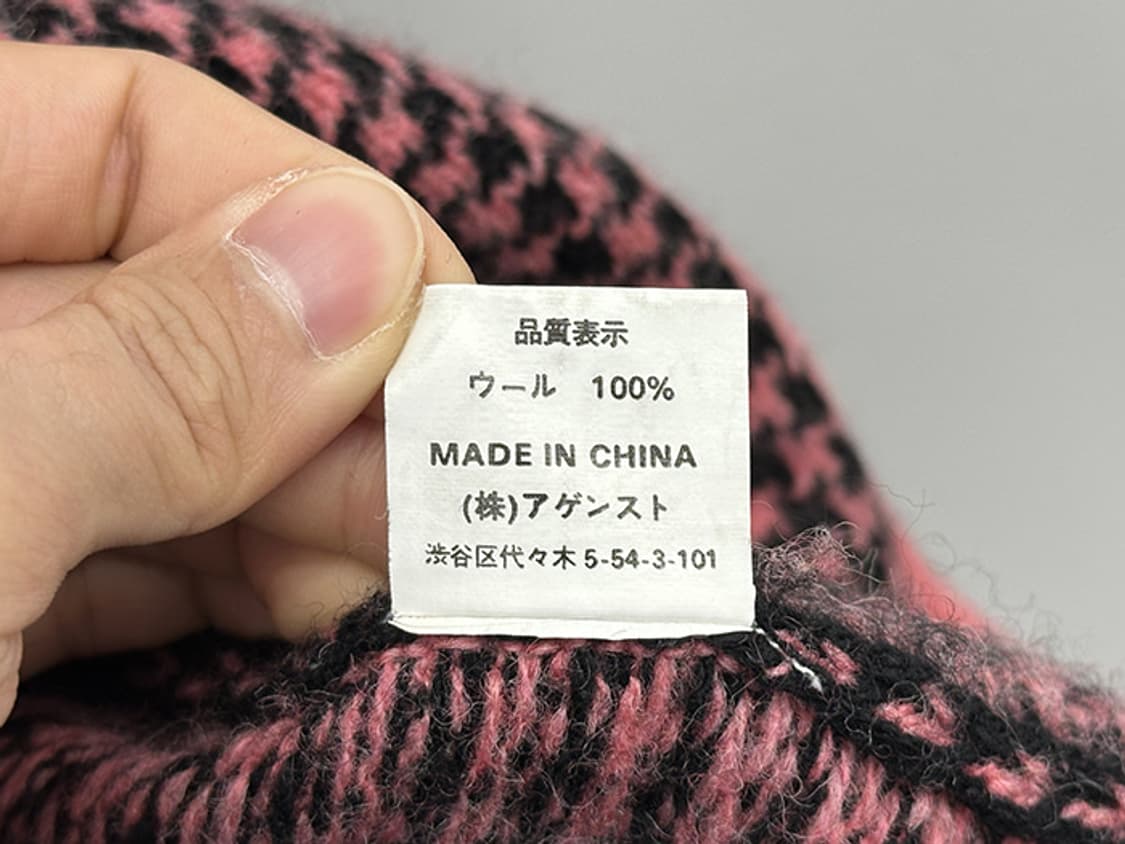 品質表示
ウール 100%
MADE IN CHINA
(株)アゲンスト
渋谷区代々木 5-54-3-101